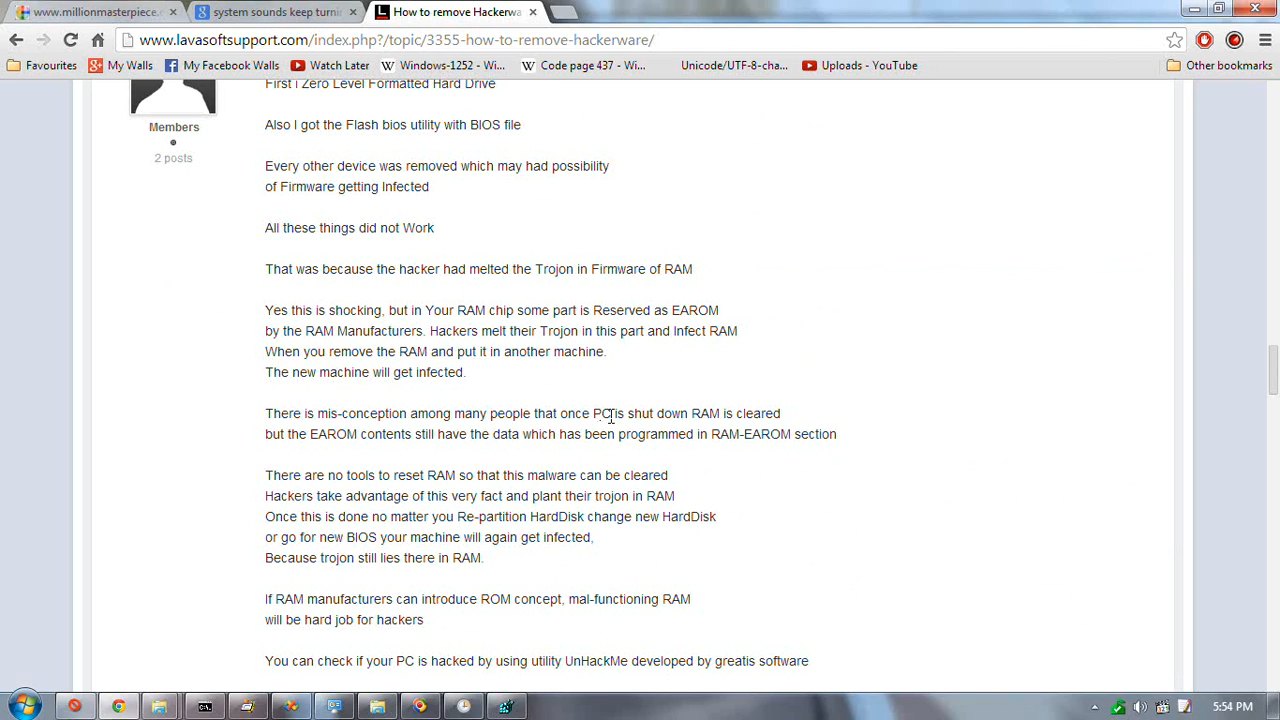 www.millionmasterpiece.c
system sounds keep turni
How to remove Hackerwa
www.lavasoftsupport.com/index.php?/topic/3355-how-to-remove-hackerware/
Favourites
My Walls
My Facebook Walls
Watch Later
Windows-1252 - Wi...
Code page 437 - Wi...
Unicode/UTF-8-cha...
Uploads - YouTube
Other bookmarks
Members
2 posts
First i Zero Level Formatted Hard Drive
Also I got the Flash bios utility with BIOS file
Every other device was removed which may had possibility
of Firmware getting Infected
All these things did not Work
That was because the hacker had melted the Trojon in Firmware of RAM
Yes this is shocking, but in Your RAM chip some part is Reserved as EAROM
by the RAM Manufacturers. Hackers melt their Trojon in this part and Infect RAM
When you remove the RAM and put it in another machine.
The new machine will get infected.
There is mis-conception among many people that once PC is shut down RAM is cleared
but the EAROM contents still have the data which has been programmed in RAM-EAROM section
There are no tools to reset RAM so that this malware can be cleared
Hackers take advantage of this very fact and plant their trojon in RAM
Once this is done no matter you Re-partition HardDisk change new HardDisk
or go for new BIOS your machine will again get infected,
Because trojon still lies there in RAM.
If RAM manufacturers can introduce ROM concept, mal-functioning RAM
will be hard job for hackers
You can check if your PC is hacked by using utility UnHackMe developed by greatis software
5:54 PM